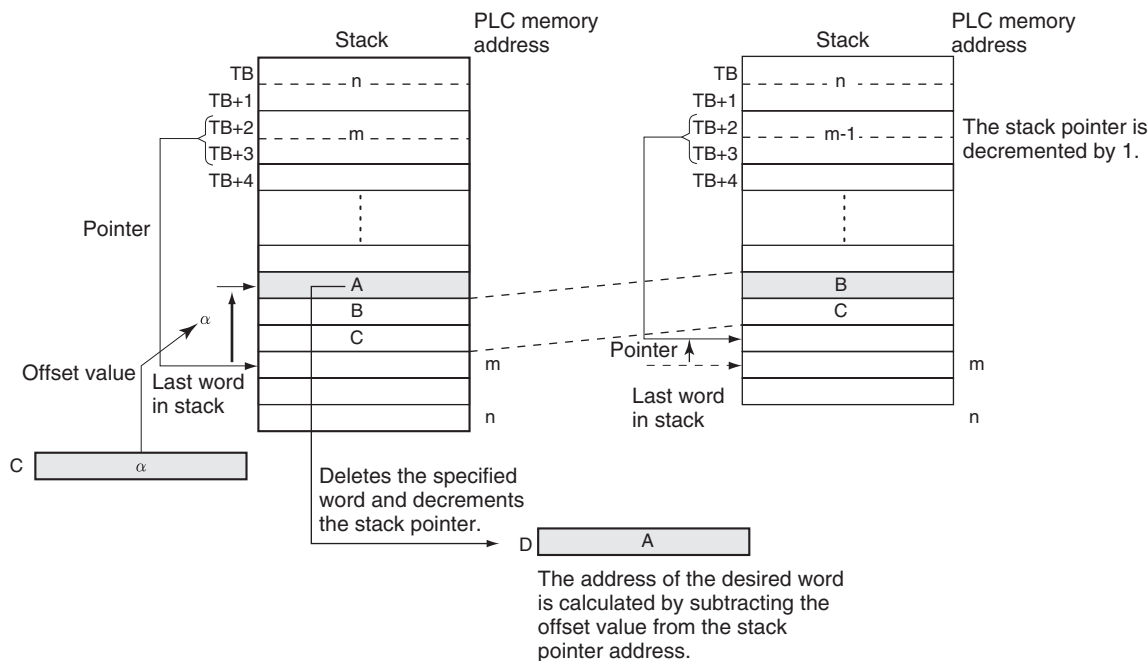 PLC memory
address
Stack
TB
n
TB+1
TB+2
m
TB+3
TB+4
Pointer
A
B
C
α
Offset value
Last word
in stack
m
n
C
α
Deletes the specified
word and decrements
the stack pointer.
D
A
The address of the desired word
is calculated by subtracting the
offset value from the stack
pointer address.
PLC memory
address
Stack
TB
n
TB+1
TB+2
m-1
TB+3
TB+4
The stack pointer is
decremented by 1.
B
C
Pointer
m
Last word
in stack
n